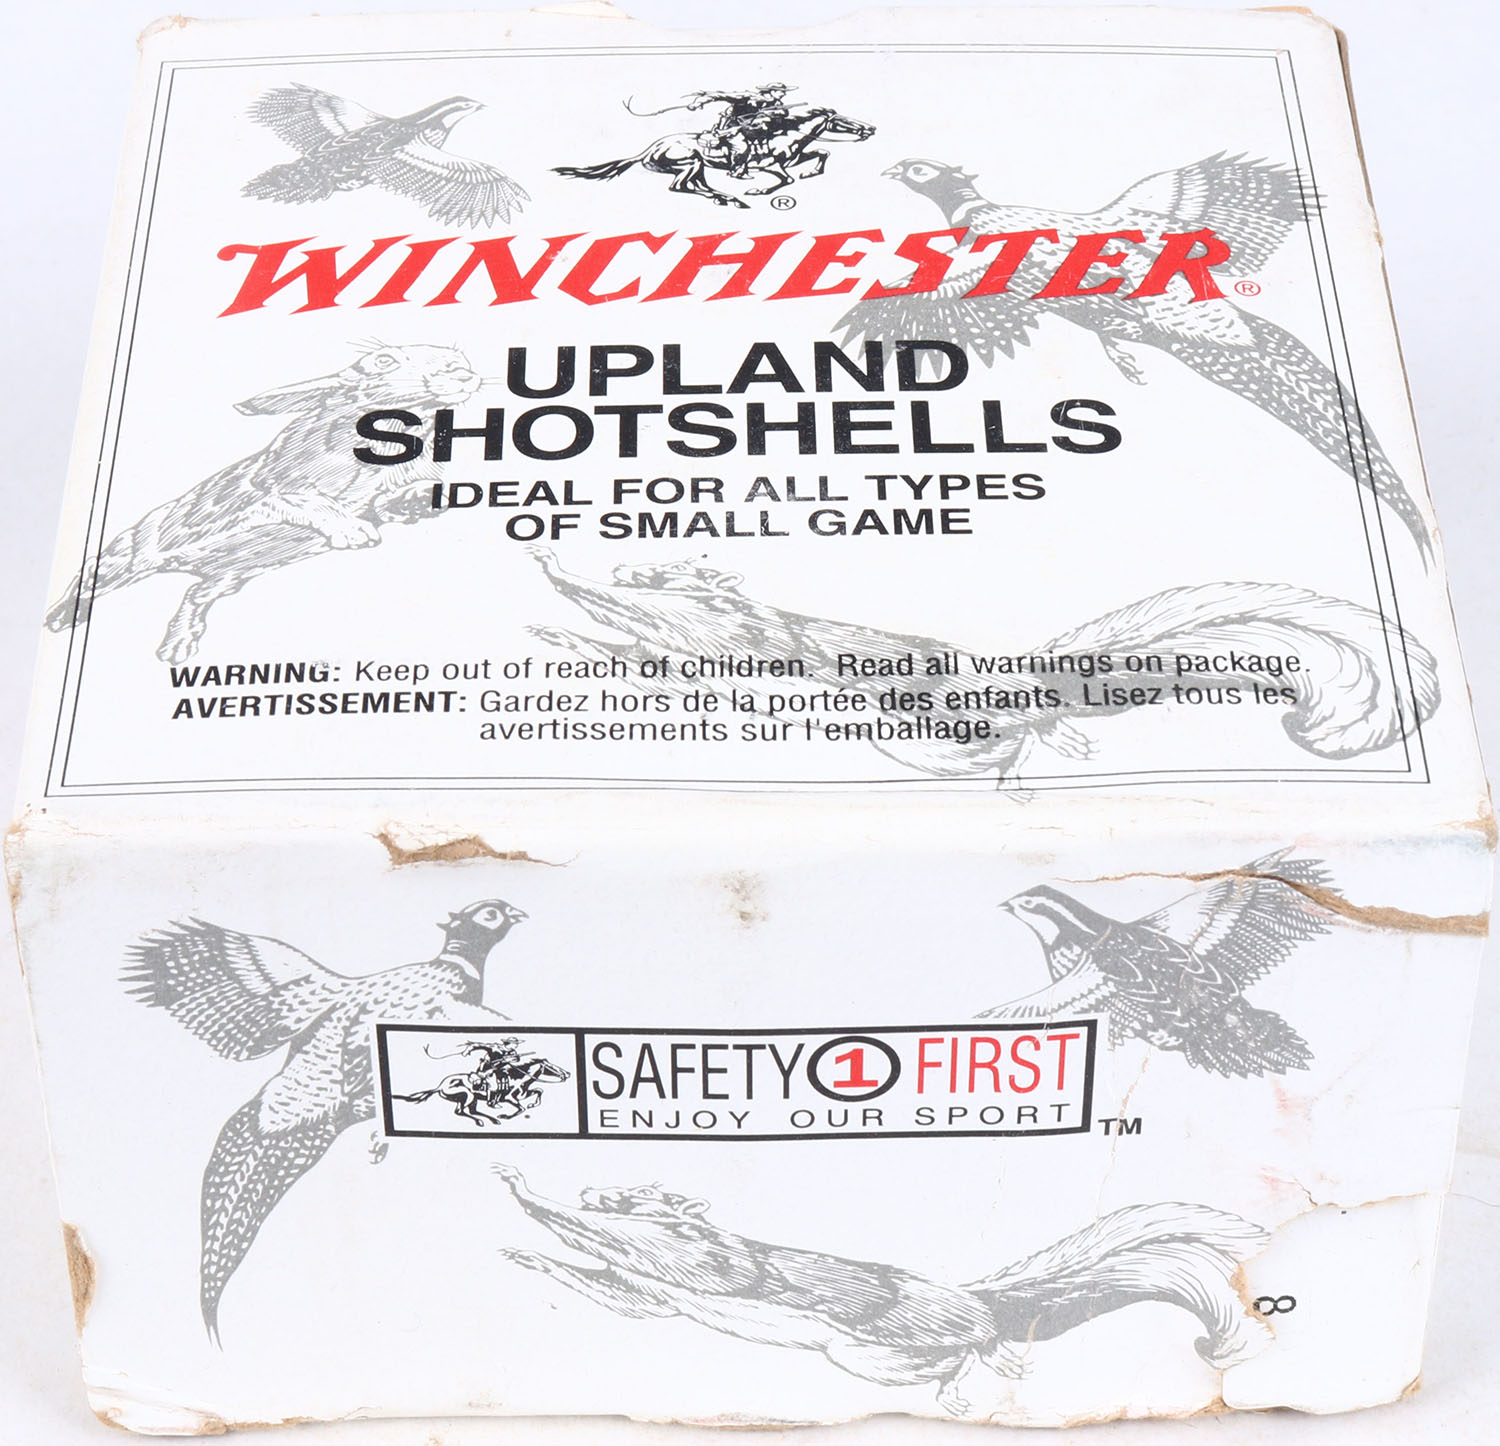 ®
WINCHESTER®
UPLAND
SHOTSHELLS
IDEAL FOR ALL TYPES
OF SMALL GAME
WARNING: Keep out of reach of children. Read all warnings on package.
AVERTISSEMENT: Gardez hors de la portée des enfants. Lisez tous les
avertissements sur l'emballage.
SAFETY 1 FIRST
ENJOY OUR SPORT TM
8